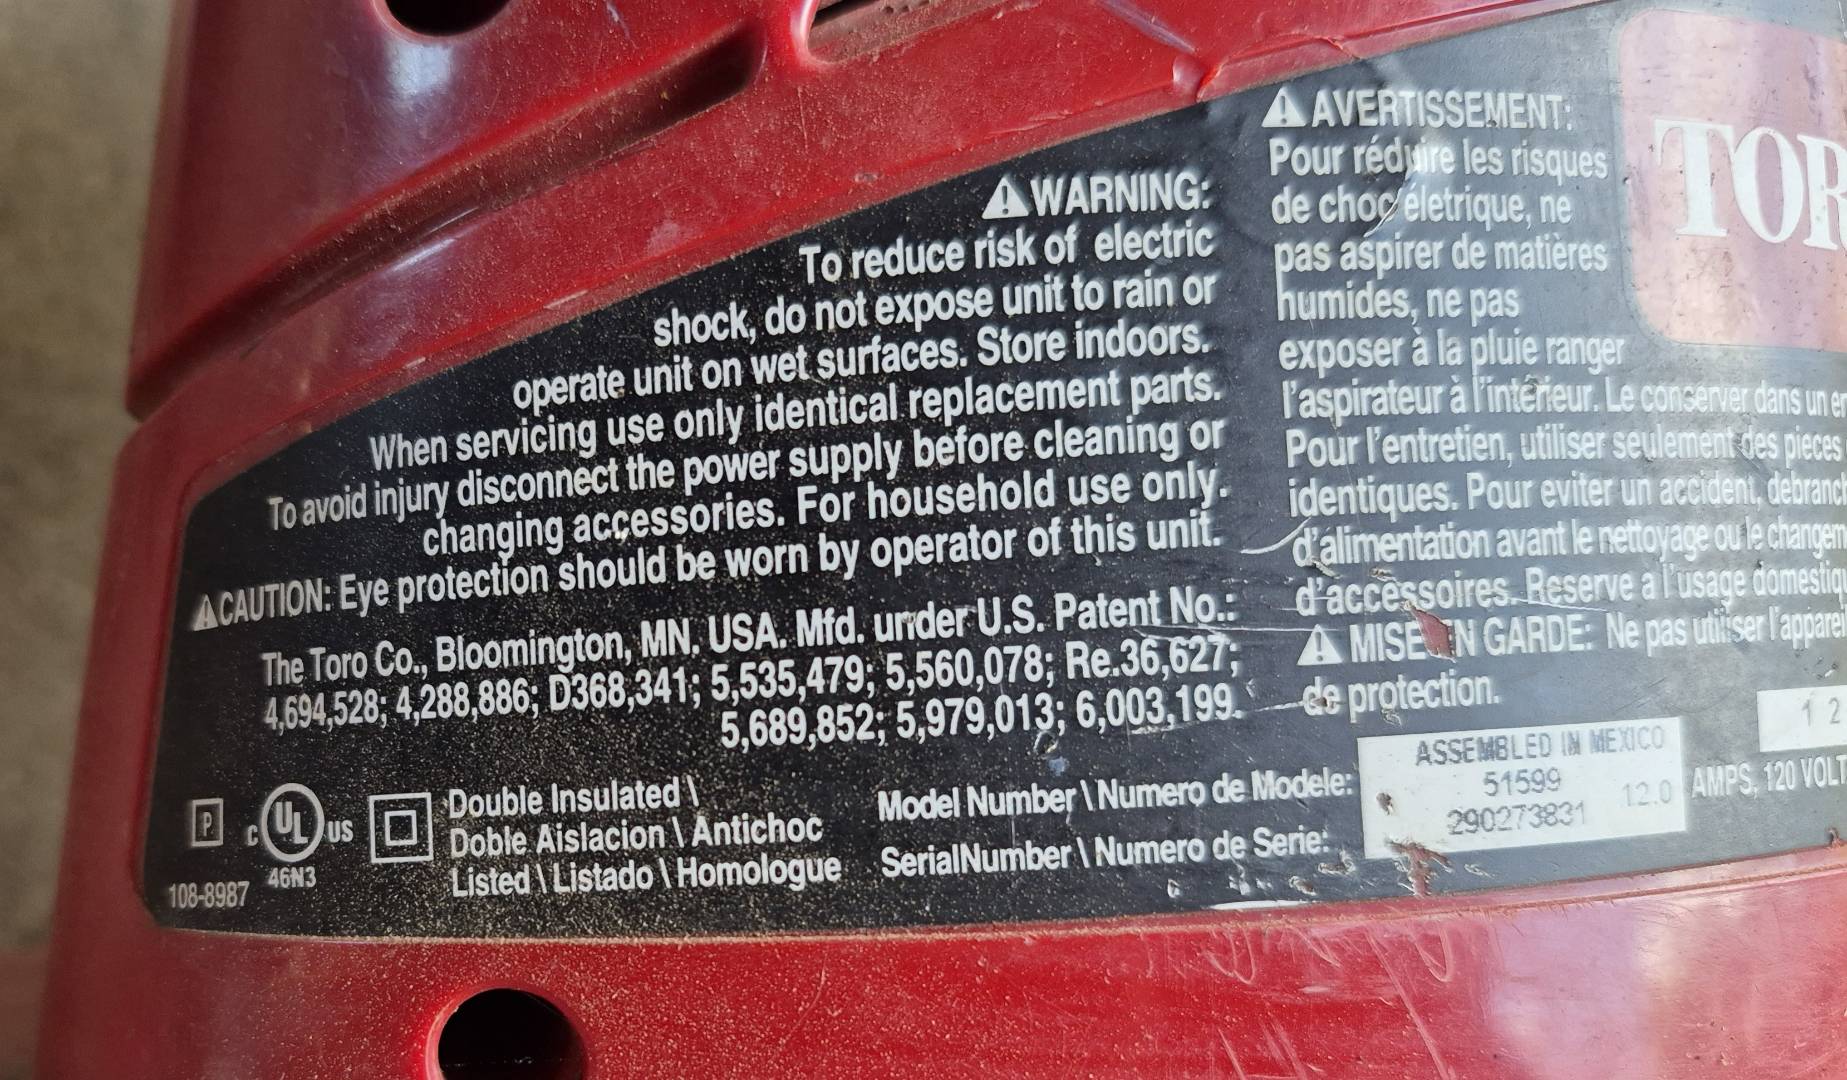 ⚠WARNING:
To reduce risk of electric
shock, do not expose unit to rain or
operate unit on wet surfaces. Store indoors.
When servicing use only identical replacement parts.
To avoid injury disconnect the power supply before cleaning or
changing accessories. For household use only.
⚠CAUTION: Eye protection should be worn by operator of this unit.
The Toro Co., Bloomington, MN. USA. Mfd. under U.S. Patent No.:
4,694,528; 4,288,886; D368,341; 5,535,479; 5,560,078; Re.36,627;
5,689,852; 5,979,013; 6,003,199.
⚠AVERTISSEMENT:
Pour réduire les risques
de choc életrique, ne
pas aspirer de matières
humides, ne pas
exposer à la pluie ranger
l'aspirateur à l'intérieur. Le conserver dans un
Pour l'entretien, utiliser seulement des pieces
identiques. Pour eviter un accident,
d'alimentation avant le nettoyage ou le
d'accessoires. Reserve a l'usage
⚠ MISE EN GARDE: Ne pas utiliser
de protection.
TOR
P
C UL US
46N3
108-8987
Double Insulated \
Doble Aislacion \ Antichoc
Listed \ Listado \ Homologue
Model Number \ Numero de Modele:
SerialNumber \ Numero de Serie:
ASSEMBLED IN MEXICO
51599
290273831
12.0
12
AMPS, 120 VOLT